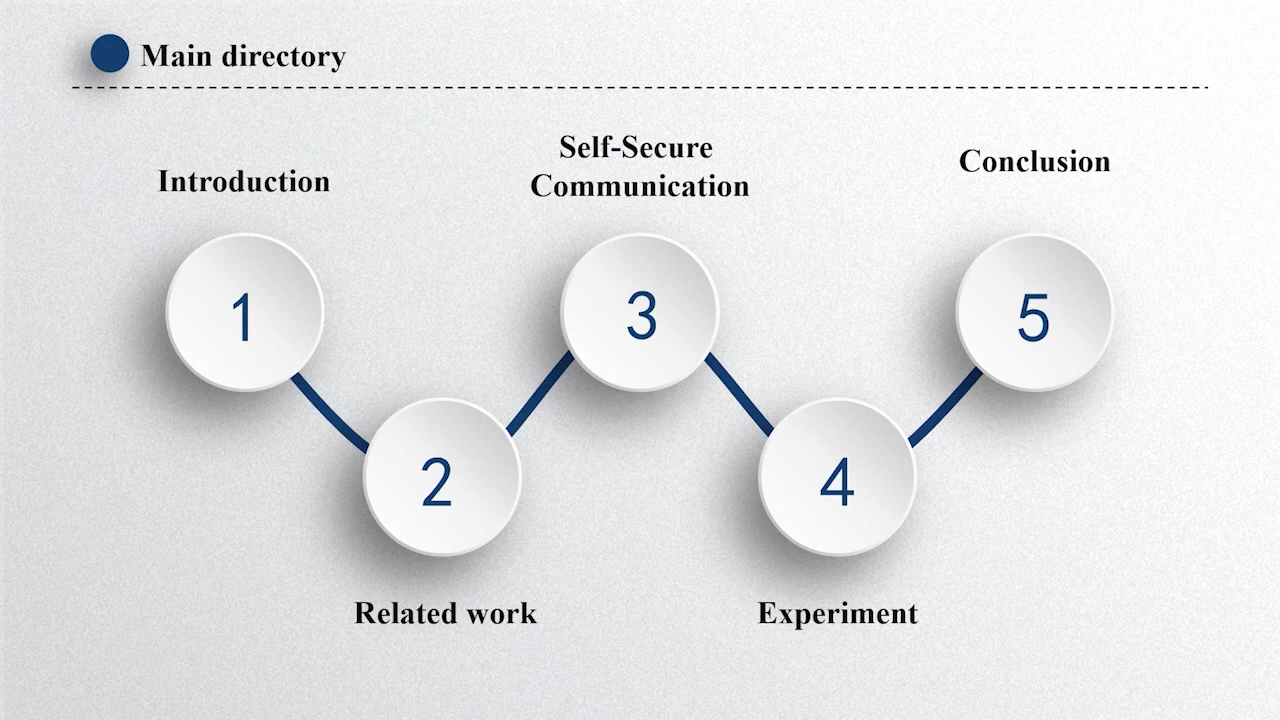 Main directory
Introduction
1
Related work
2
Self-Secure
Communication
3
Experiment
4
Conclusion
5